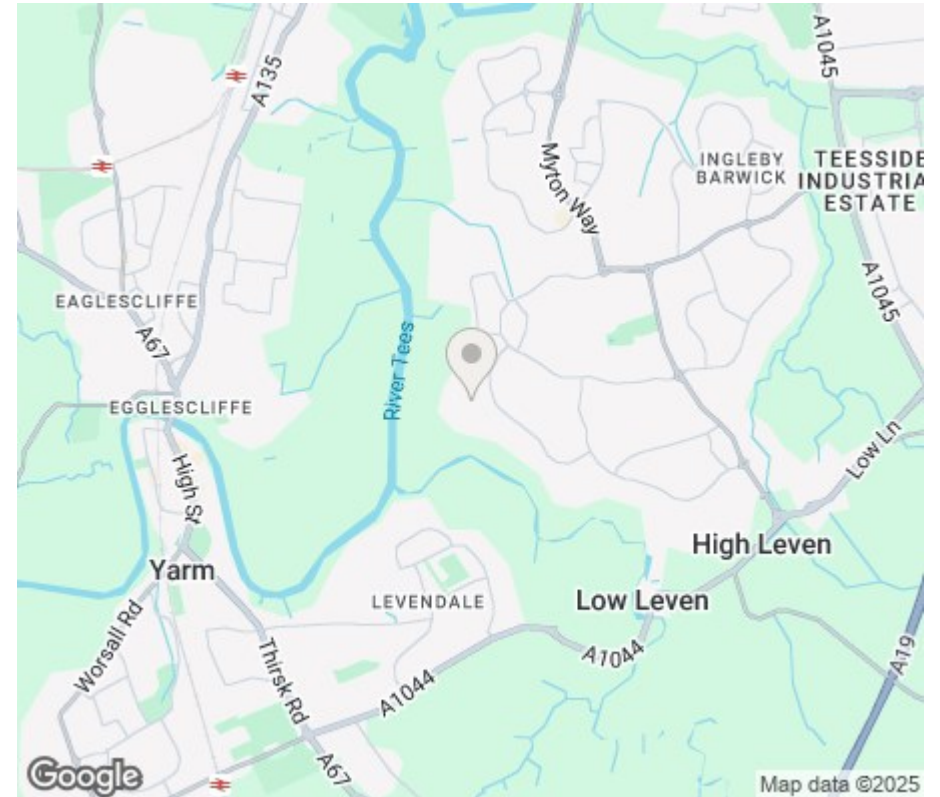 A135
A1045
Myton Way
INGLEBY
BARWICK
TEESSIDE
INDUSTRIA
ESTATE
EAGLESCLIFFE
A67
A1045
River Tees
EGGLESCLIFFE
High St
Low Ln
High Leven
Yarm
LEVENDALE
Low Leven
Worsall Rd
Thirsk Rd
A1044
A1044
A19
A67
Google
Map data ©2025